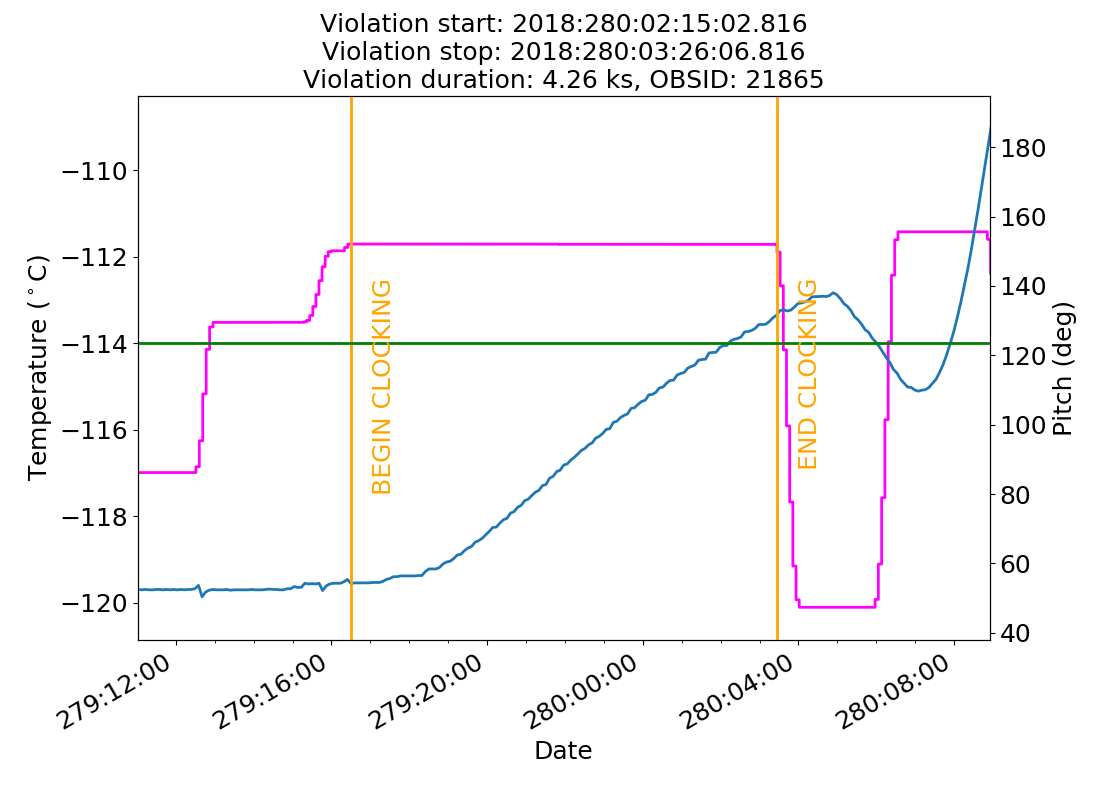 Violation start: 2018:280:02:15:02.816
Violation stop: 2018:280:03:26:06.816
Violation duration: 4.26 ks, OBSID: 21865
Temperature (°C)
−110
−112
−114
−116
−118
−120
BEGIN CLOCKING
END CLOCKING
180
160
140
120
100
80
60
40
Pitch (deg)
279:12:00
279:16:00
279:20:00
280:00:00
280:04:00
280:08:00
Date